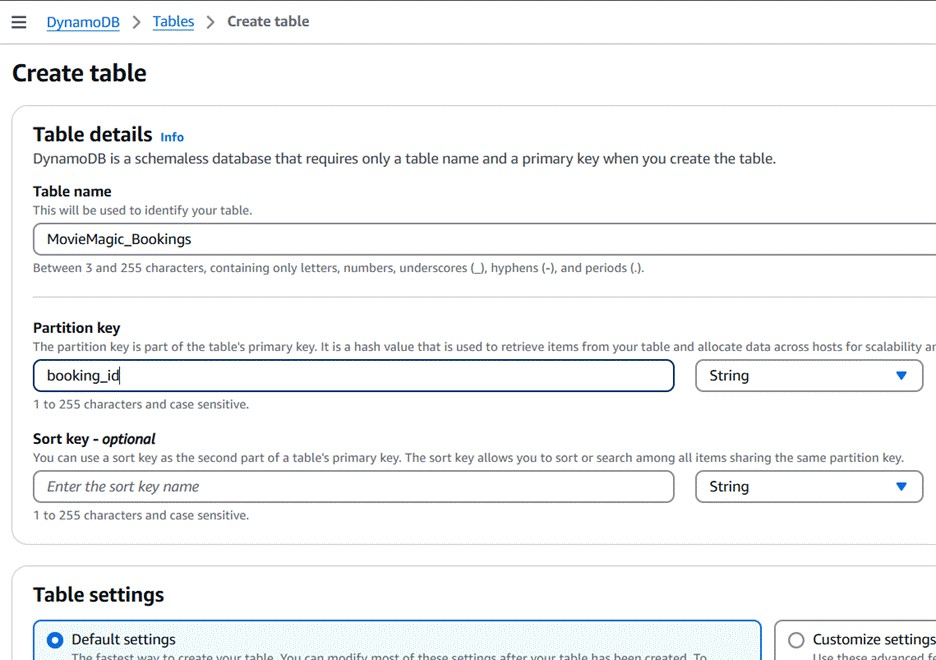 DynamoDB > Tables > Create table
Create table
Table details Info
DynamoDB is a schemaless database that requires only a table name and a primary key when you create the table.
Table name
This will be used to identify your table.
MovieMagic_Bookings
Between 3 and 255 characters, containing only letters, numbers, underscores (_), hyphens (-), and periods (.).
Partition key
The partition key is part of the table's primary key. It is a hash value that is used to retrieve items from your table and allocate data across hosts for scalability
booking_id String
1 to 255 characters and case sensitive.
Sort key - optional
You can use a sort key as the second part of a table's primary key. The sort key allows you to sort or search among all items sharing the same partition key.
Enter the sort key name String
1 to 255 characters and case sensitive.
Table settings
Default settings Customize settings
The fastest way to create your table. You can modify most of these settings after your table has been created. To Use these advanced